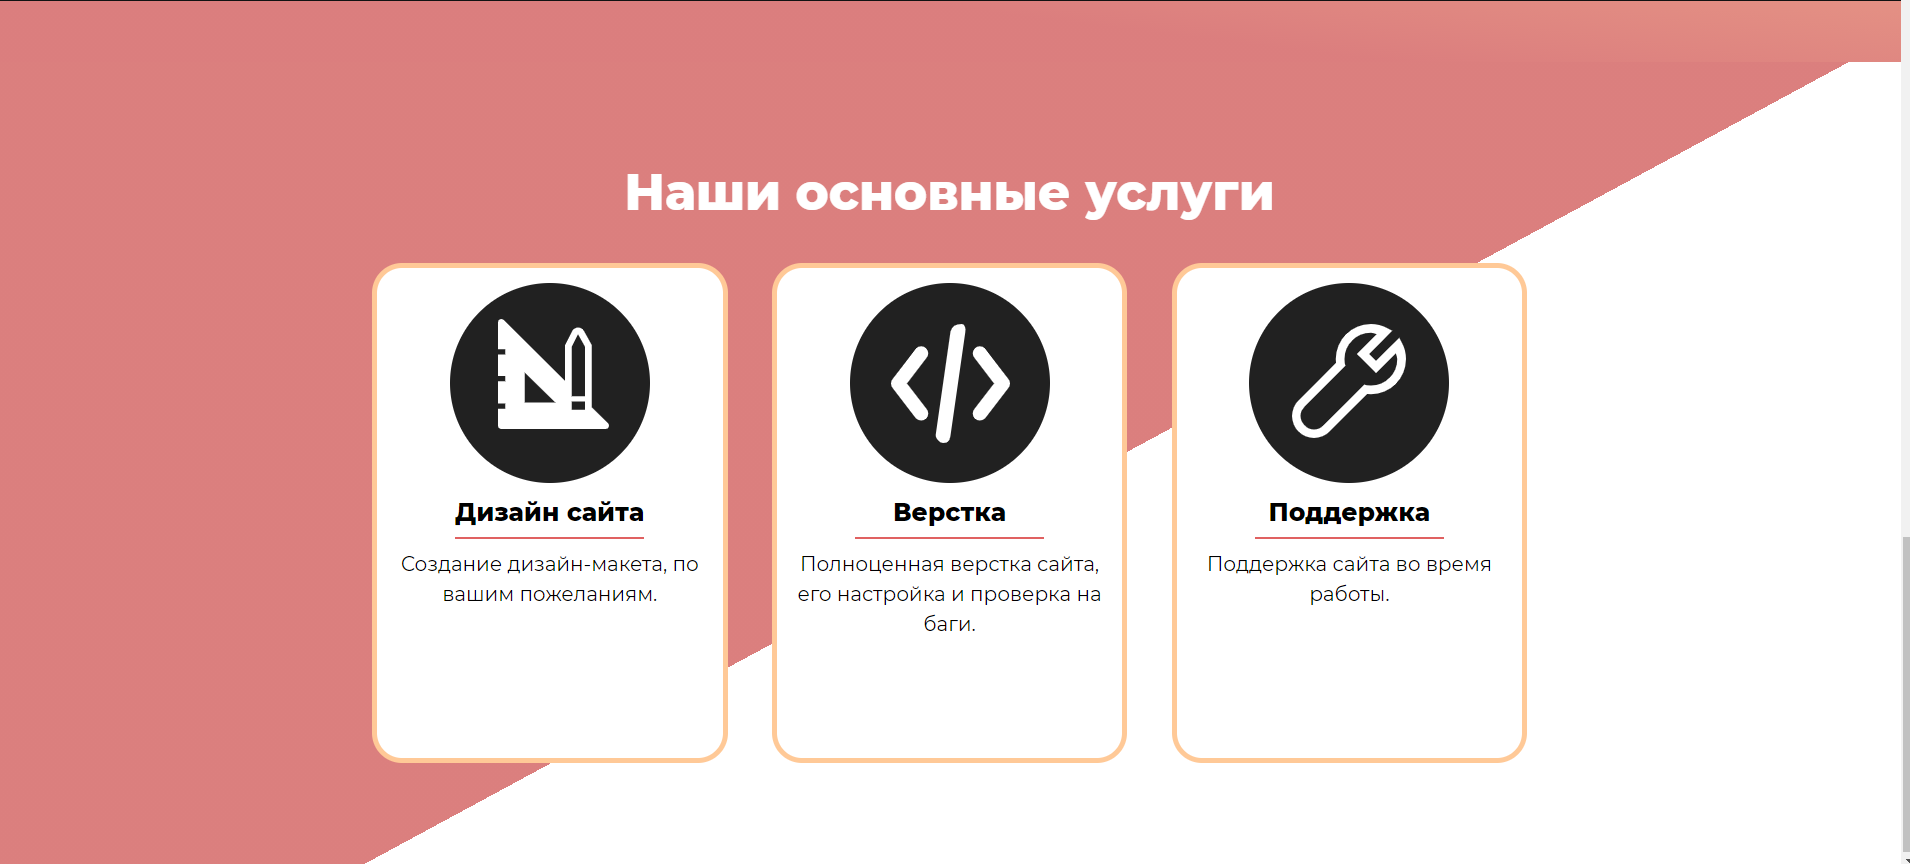 Наши основные услуги
Дизайн сайта
Создание дизайн-макета, по
вашим пожеланиям.
Верстка
Полноценная верстка сайта,
его настройка и проверка на
баги.
Поддержка
Поддержка сайта во время
работы.